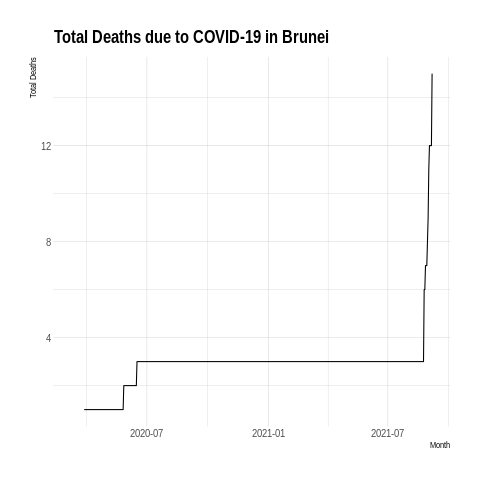 Total Deaths due to COVID-19 in Brunei
Total Deaths
12
8
4
2020-07
2021-01
2021-07
Month